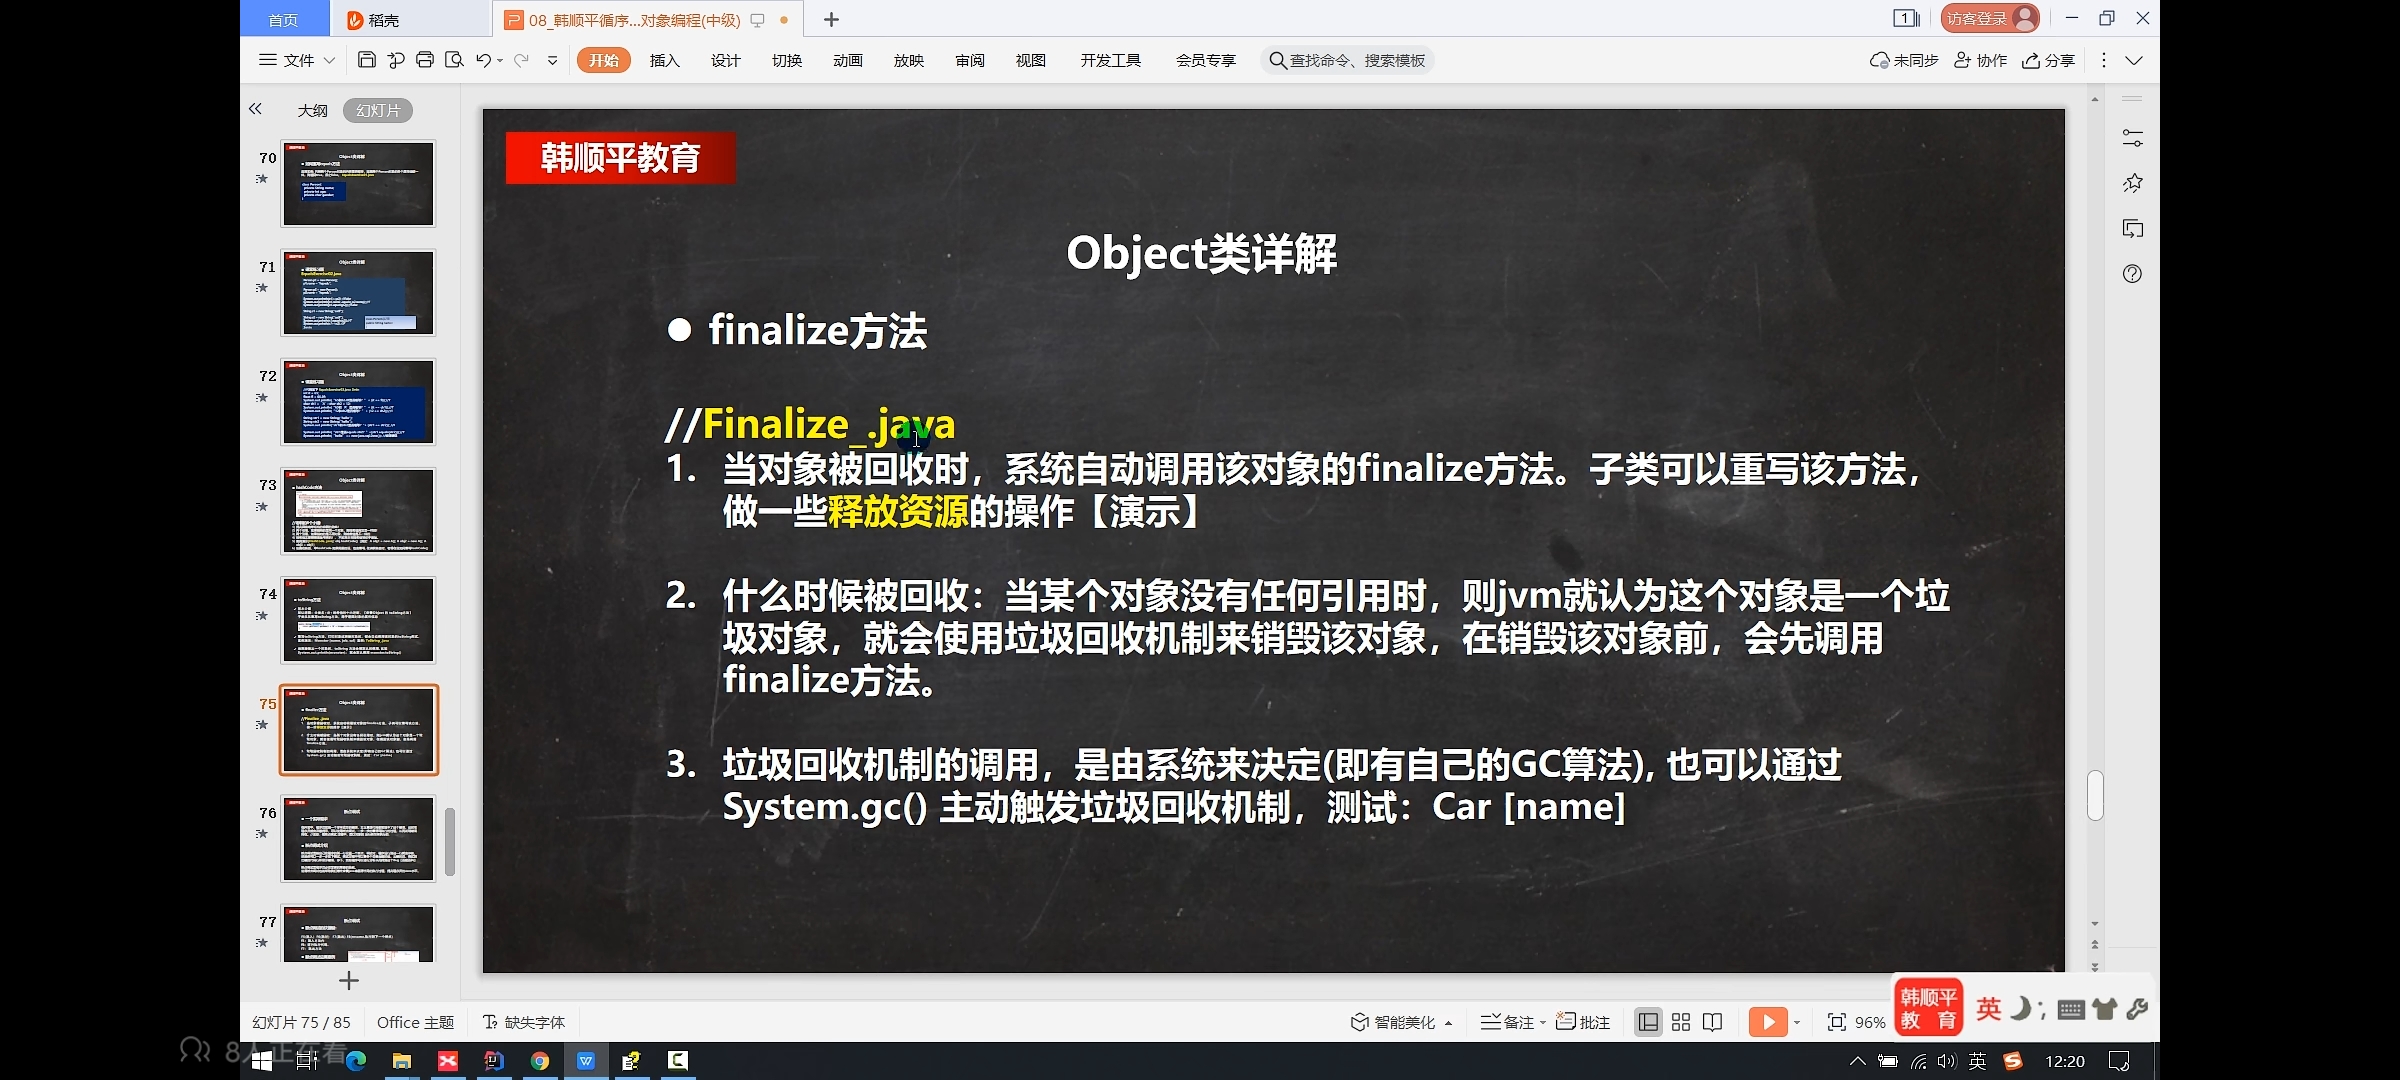 首页
稻壳
08_韩顺平循序...对象编程(中级)
访客登录
文件
开始
插入
设计
切换
动画
放映
审阅
视图
开发工具
会员专享
查找命令、搜索模板
未同步
协作
分享
大纲
幻灯片
70
71
72
73
74
75
76
77
韩顺平教育
Object类详解
finalize方法
//Finalize_.java
1. 当对象被回收时，系统自动调用该对象的finalize方法。子类可以重写该方法，
做一些释放资源的操作【演示】
2. 什么时候被回收：当某个对象没有任何引用时，则jvm就认为这个对象是一个垃
圾对象，就会使用垃圾回收机制来销毁该对象，在销毁该对象前，会先调用
finalize方法。
3. 垃圾回收机制的调用，是由系统来决定(即有自己的GC算法), 也可以通过
System.gc() 主动触发垃圾回收机制，测试：Car [name]
幻灯片 75 / 85
Office 主题
缺失字体
智能美化
备注
批注
96%
韩顺平
教 育
英
8人正在看
英
12:20